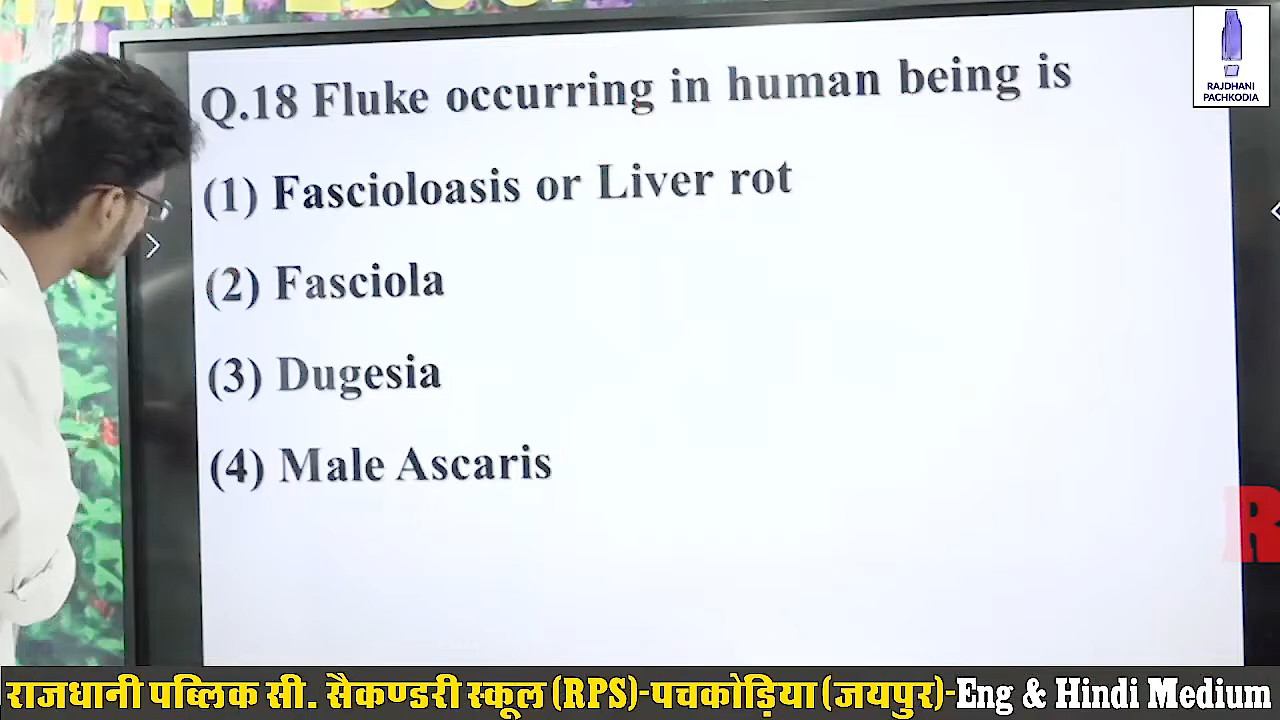 RAJDHANI
PACHKODIA
Q.18 Fluke occurring in human being is
(1) Fascioloasis or Liver rot
(2) Fasciola
(3) Dugesia
(4) Male Ascaris
R
राजधानी पब्लिक सी. सैकण्डरी स्कूल (RPS)-पचकोड़िया (जयपुर)-Eng & Hindi Medium